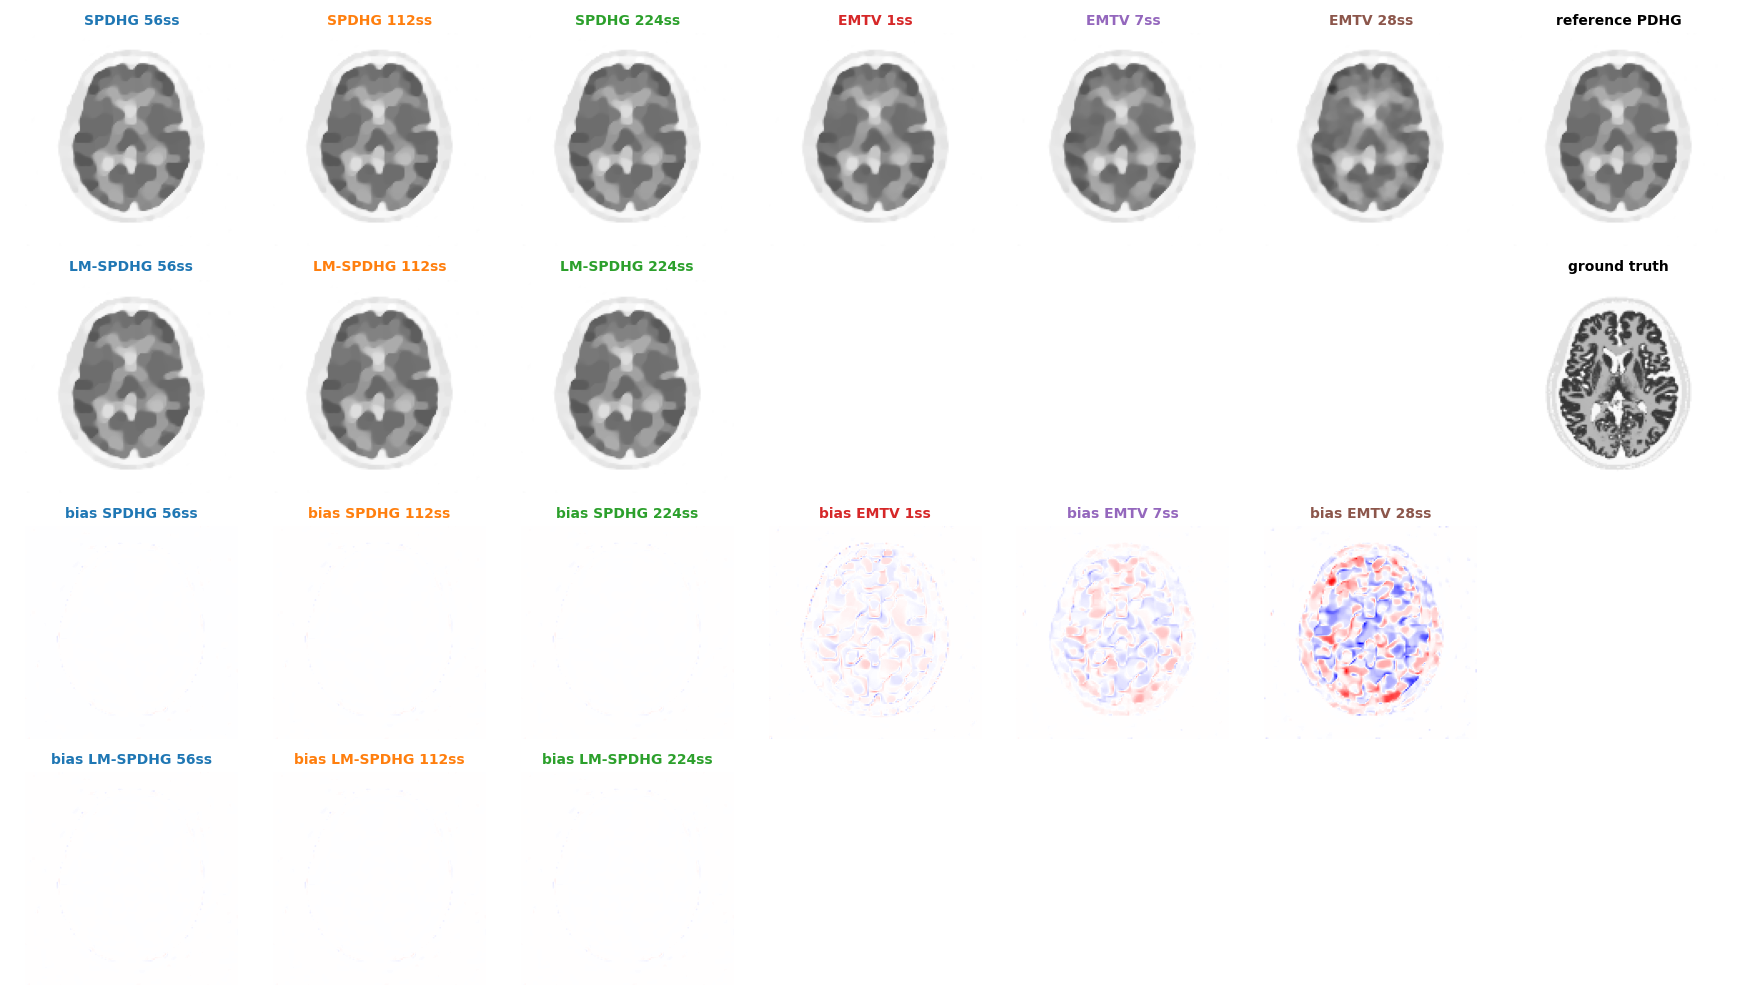 SPDHG 56ss
SPDHG 112ss
SPDHG 224ss
EMTV 1ss
EMTV 7ss
EMTV 28ss
reference PDHG
LM-SPDHG 56ss
LM-SPDHG 112ss
LM-SPDHG 224ss
ground truth
bias SPDHG 56ss
bias SPDHG 112ss
bias SPDHG 224ss
bias EMTV 1ss
bias EMTV 7ss
bias EMTV 28ss
bias LM-SPDHG 56ss
bias LM-SPDHG 112ss
bias LM-SPDHG 224ss